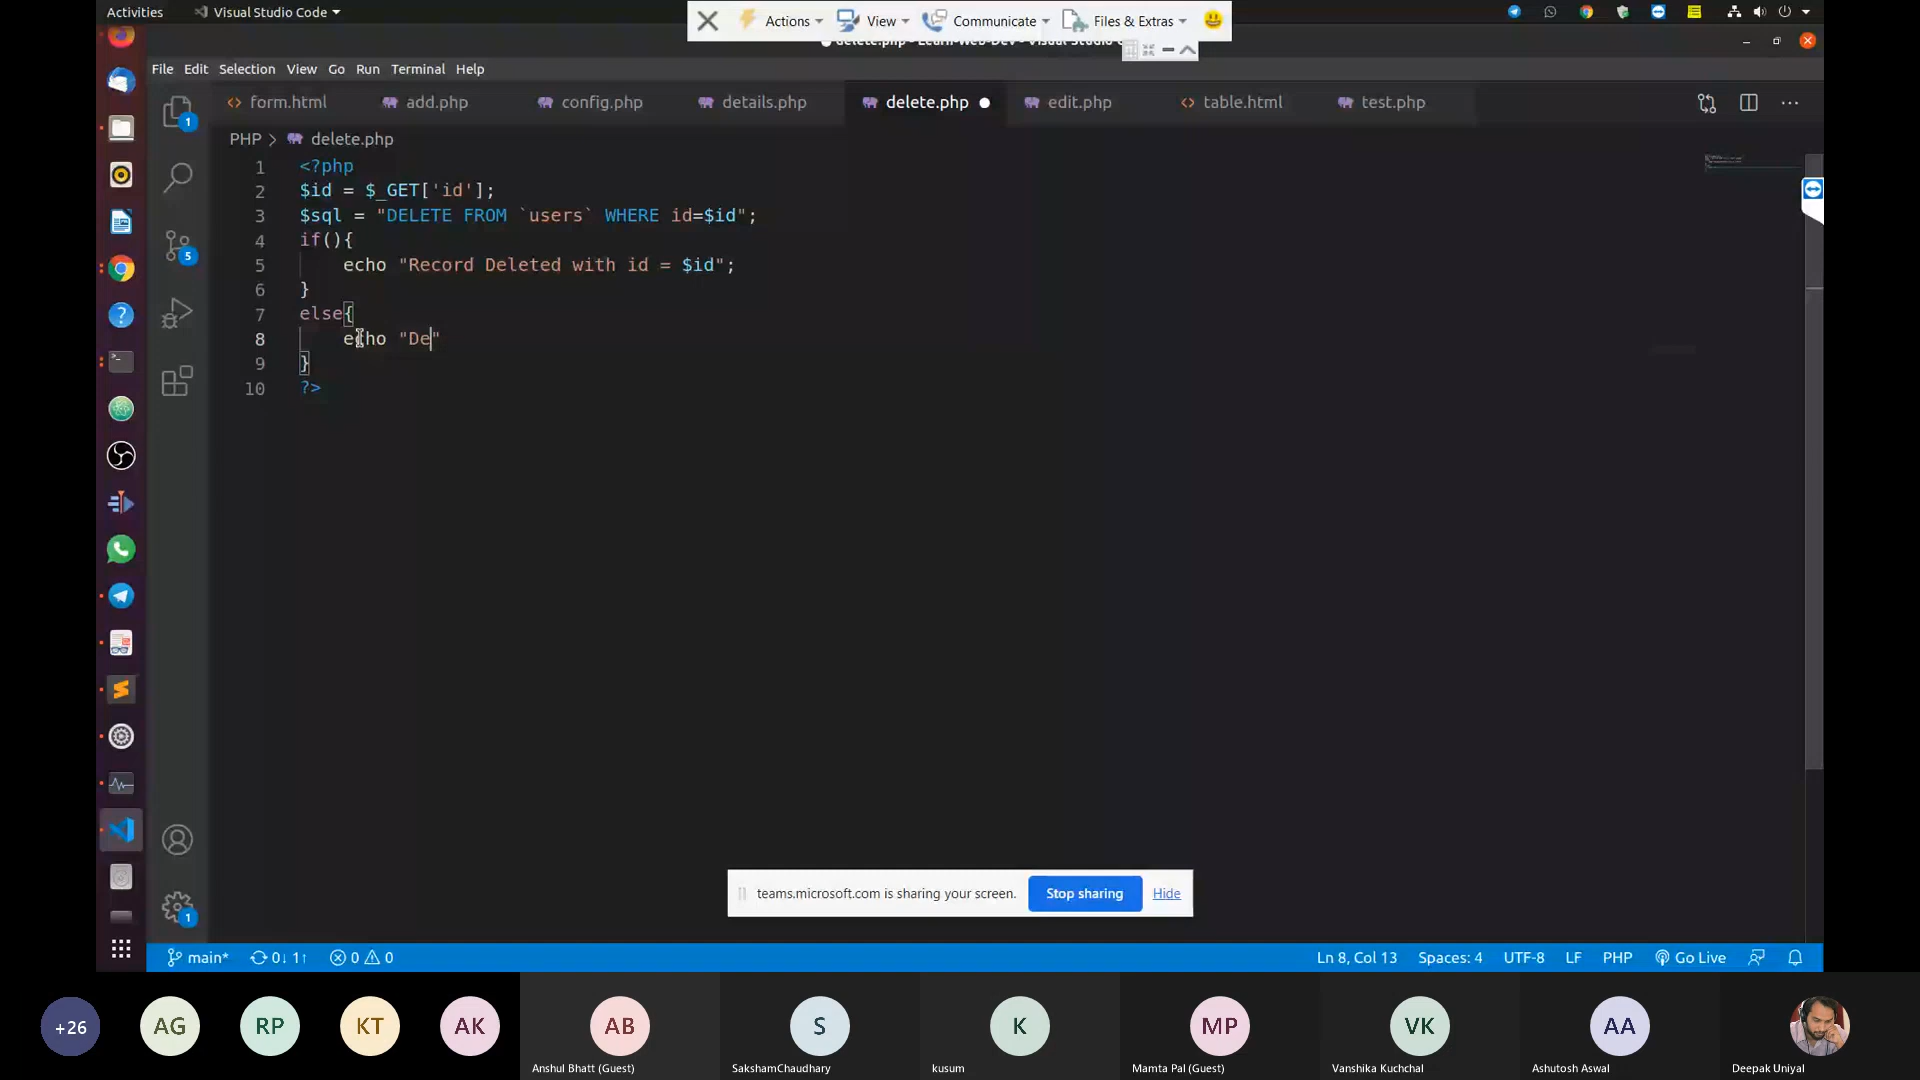 Activities
Visual Studio Code
Actions
View
Communicate
Files & Extras
File
Edit
Selection
View
Go
Run
Terminal
Help
form.html
add.php
config.php
details.php
delete.php
edit.php
table.html
test.php
PHP > delete.php
1 <?php
2 $id = $_GET['id'];
3 $sql = "DELETE FROM `users` WHERE id=$id";
4 if(){
5 echo "Record Deleted with id = $id";
6 }
7 else{
8 echo "De"
9 }
10 ?>
1
5
1
teams.microsoft.com is sharing your screen.
Stop sharing
Hide
main*
0↓ 1↑
0
0
Ln 8, Col 13
Spaces: 4
UTF-8
LF
PHP
Go Live
+26
AG
RP
KT
AK
AB
S
K
MP
VK
AA
Anshul Bhatt (Guest)
SakshamChaudhary
kusum
Mamta Pal (Guest)
Vanshika Kuchchal
Ashutosh Aswal
Deepak Uniyal